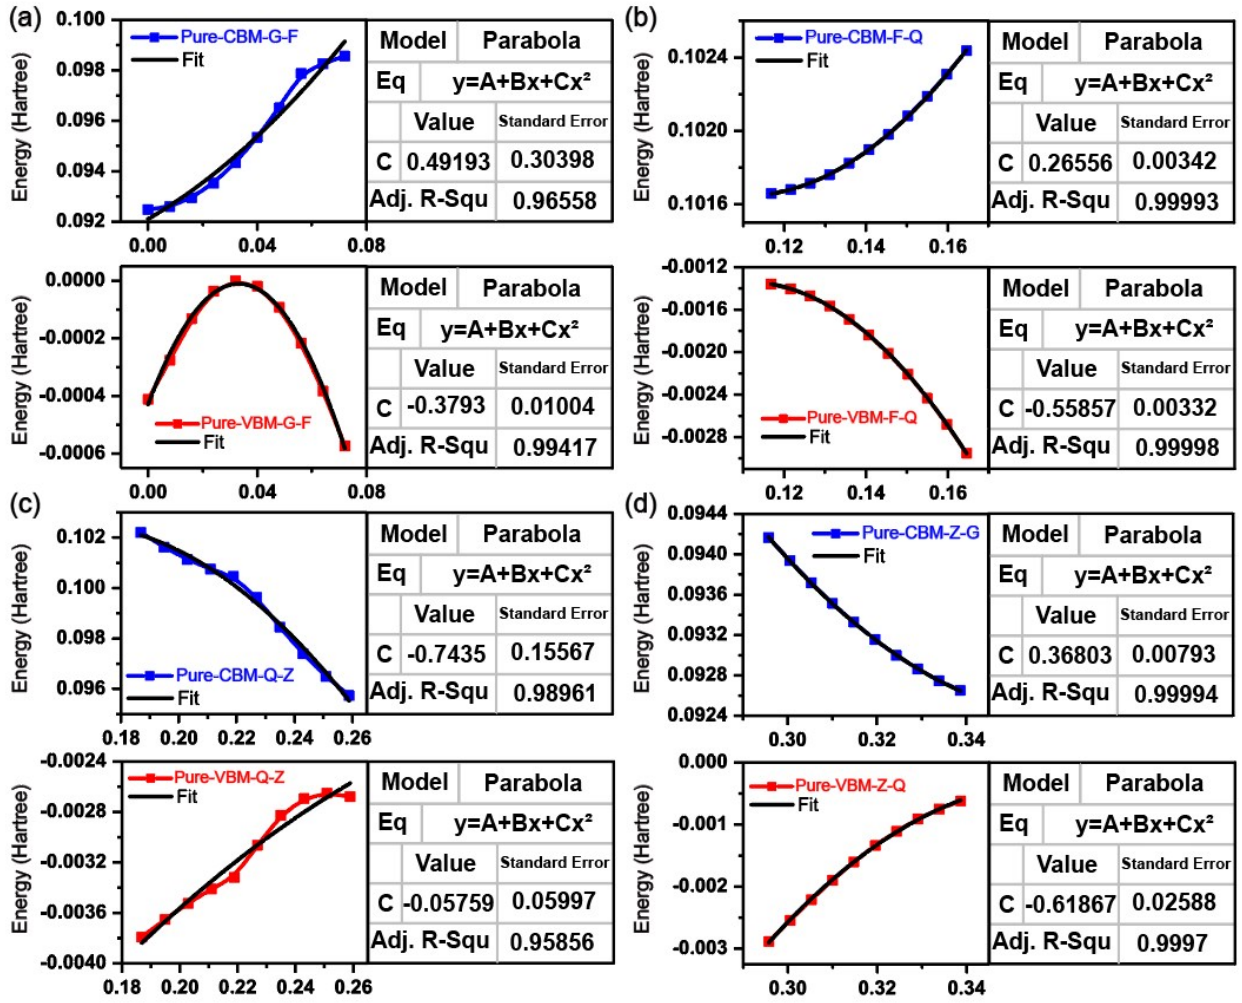 (a)
0.100
0.098
0.096
0.094
0.092
Energy (Hartree)
Pure-CBM-G-F
Fit
0.00 0.04 0.08
Model Parabola
Eq y=A+Bx+Cx²
Value Standard Error
C 0.49193 0.30398
Adj. R-Squ 0.96558
0.0000
-0.0002
-0.0004
-0.0006
Energy (Hartree)
Pure-VBM-G-F
Fit
0.00 0.04 0.08
Model Parabola
Eq y=A+Bx+Cx²
Value Standard Error
C -0.3793 0.01004
Adj. R-Squ 0.99417
(b)
0.1024
0.1020
0.1016
Energy (Hartree)
Pure-CBM-F-Q
Fit
0.12 0.14 0.16
Model Parabola
Eq y=A+Bx+Cx²
Value Standard Error
C 0.26556 0.00342
Adj. R-Squ 0.99993
-0.0012
-0.0016
-0.0020
-0.0024
-0.0028
Energy (Hartree)
Pure-VBM-F-Q
Fit
0.12 0.14 0.16
Model Parabola
Eq y=A+Bx+Cx²
Value Standard Error
C -0.55857 0.00332
Adj. R-Squ 0.99998
(c)
0.102
0.100
0.098
0.096
Energy (Hartree)
Pure-CBM-Q-Z
Fit
0.18 0.20 0.22 0.24 0.26
Model Parabola
Eq y=A+Bx+Cx²
Value Standard Error
C -0.7435 0.15567
Adj. R-Squ 0.98961
-0.0024
-0.0028
-0.0032
-0.0036
-0.0040
Energy (Hartree)
Pure-VBM-Q-Z
Fit
0.18 0.20 0.22 0.24 0.26
Model Parabola
Eq y=A+Bx+Cx²
Value Standard Error
C -0.05759 0.05997
Adj. R-Squ 0.95856
(d)
0.0944
0.0940
0.0936
0.0932
0.0928
0.0924
Energy (Hartree)
Pure-CBM-Z-G
Fit
0.30 0.32 0.34
Model Parabola
Eq y=A+Bx+Cx²
Value Standard Error
C 0.36803 0.00793
Adj. R-Squ 0.99994
0.000
-0.001
-0.002
-0.003
Energy (Hartree)
Pure-VBM-Z-Q
Fit
0.30 0.32 0.34
Model Parabola
Eq y=A+Bx+Cx²
Value Standard Error
C -0.61867 0.02588
Adj. R-Squ 0.9997